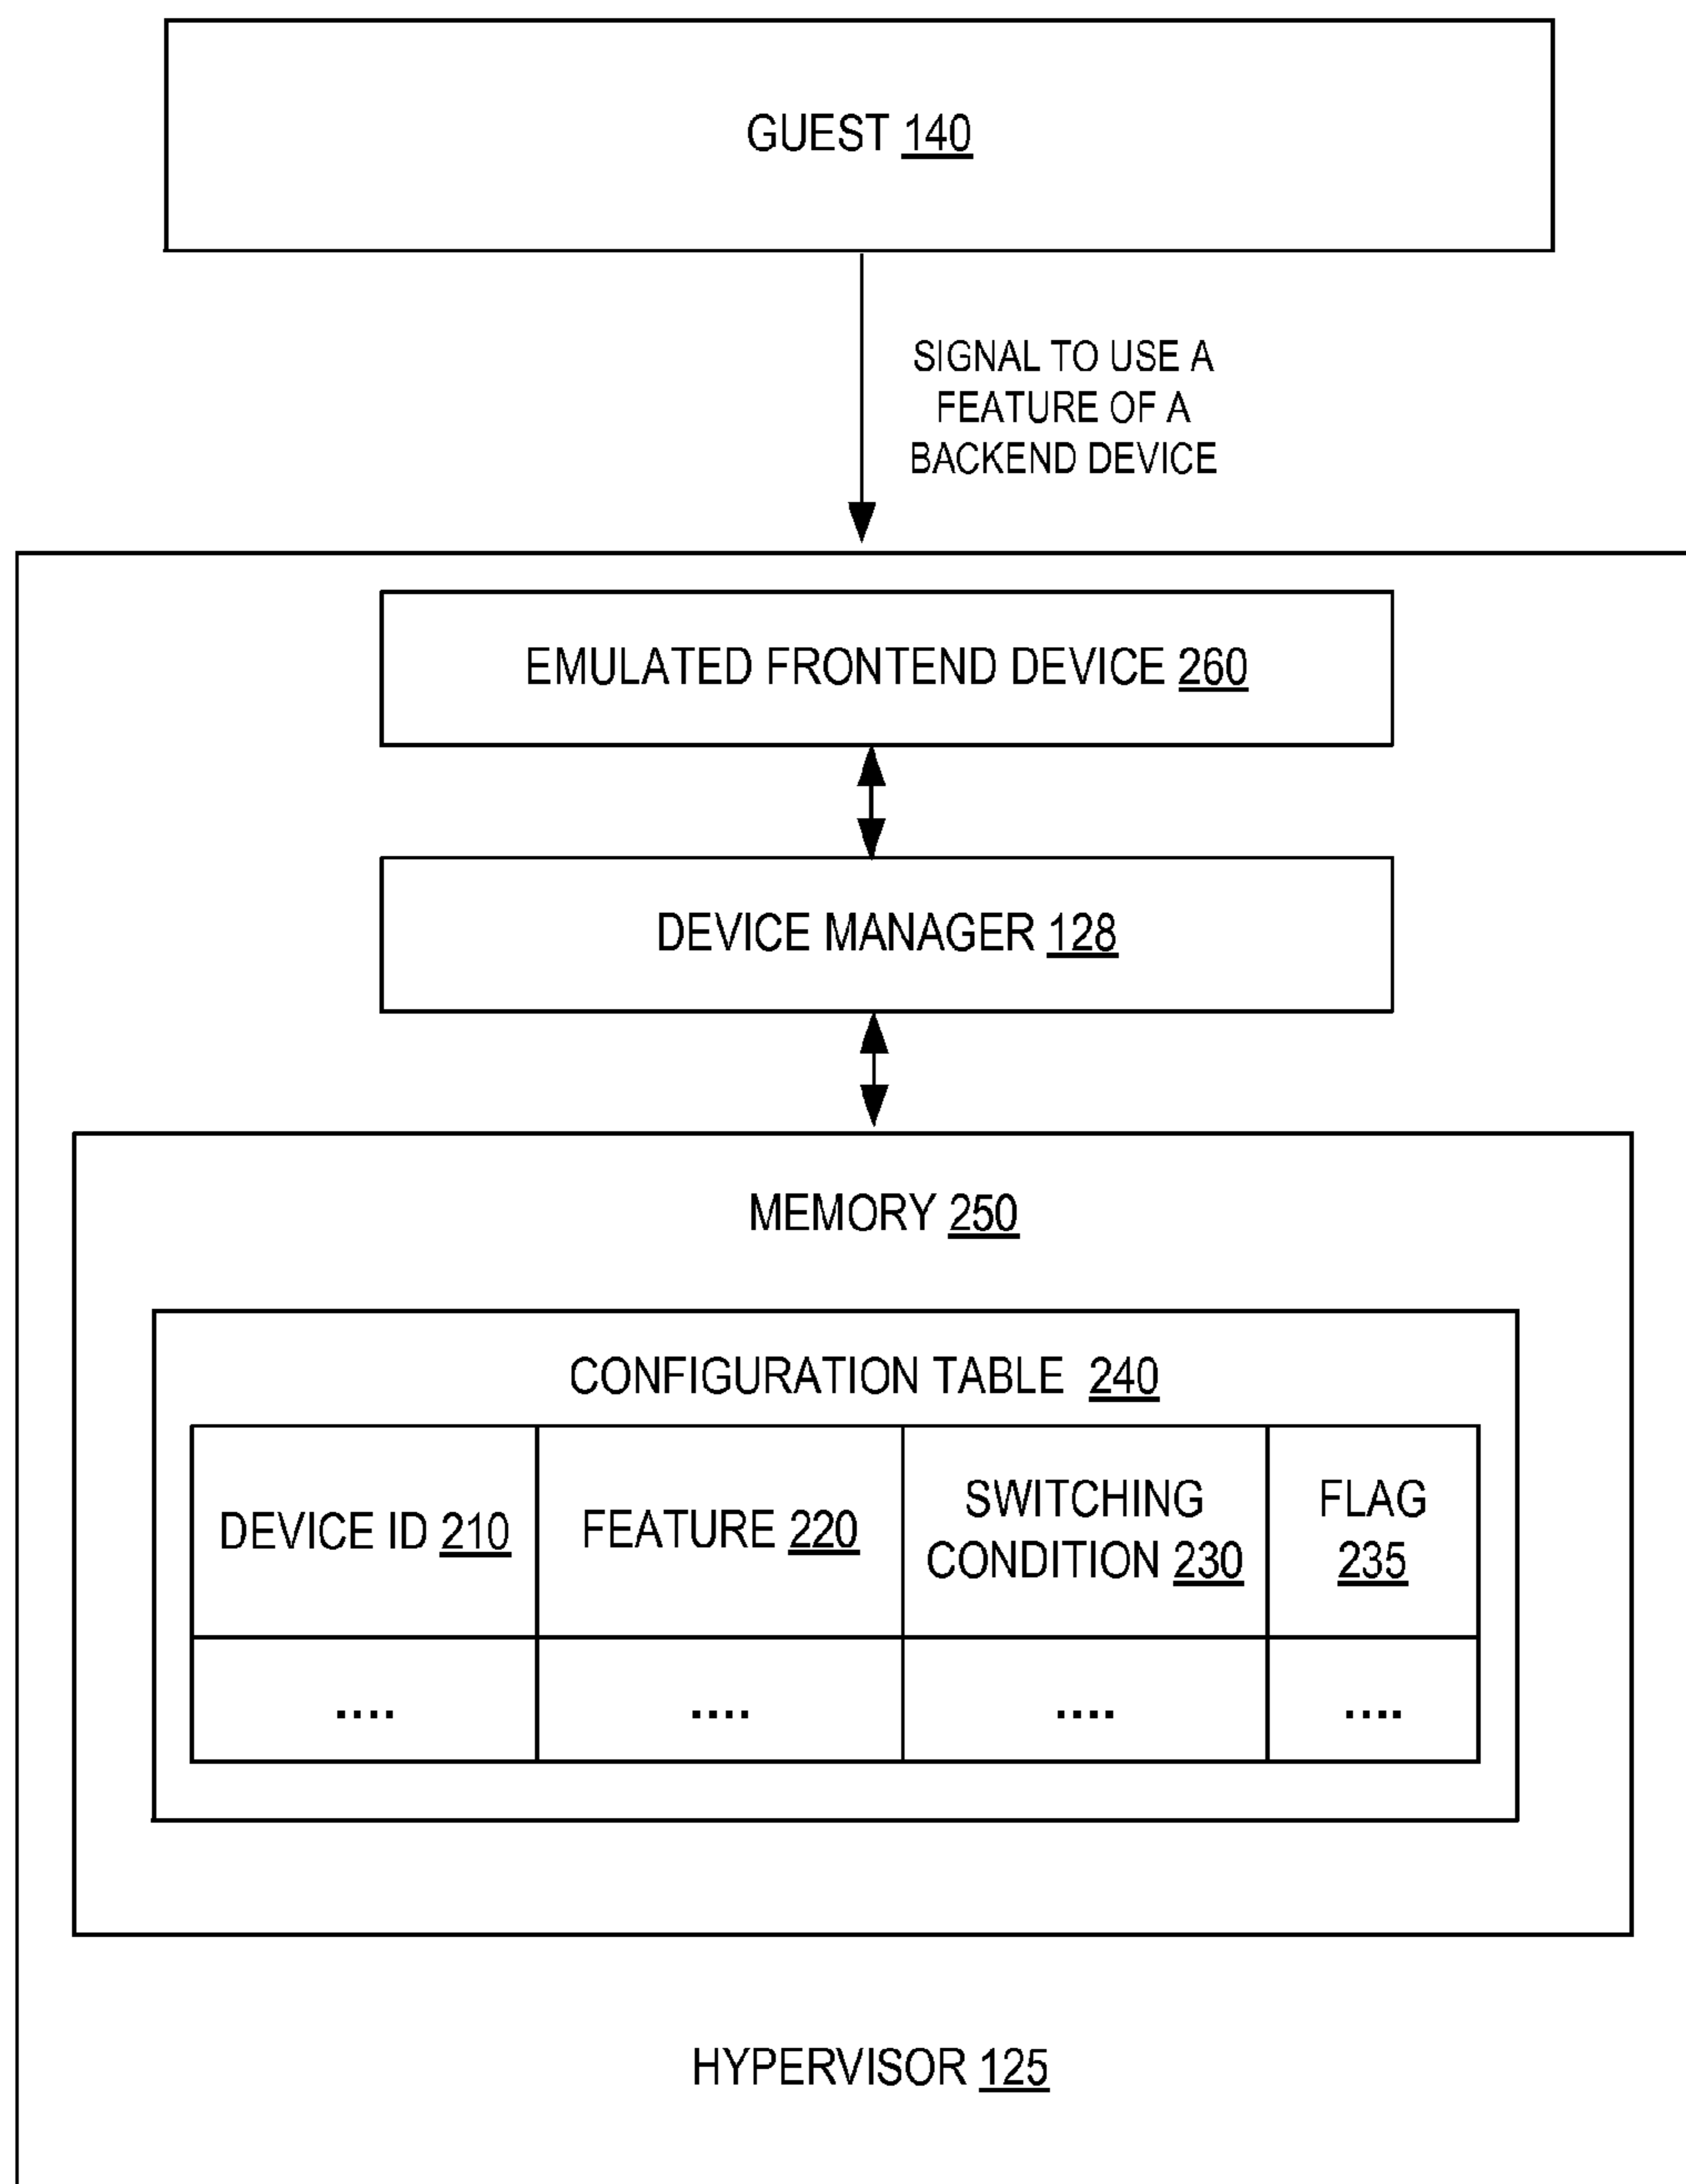 GUEST 140
SIGNAL TO USE A
FEATURE OF A
BACKEND DEVICE
EMULATED FRONTEND DEVICE 260
DEVICE MANAGER 128
MEMORY 250
CONFIGURATION TABLE 240
DEVICE ID 210
FEATURE 220
SWITCHING
CONDITION 230
FLAG
235
....
....
....
....
HYPERVISOR 125